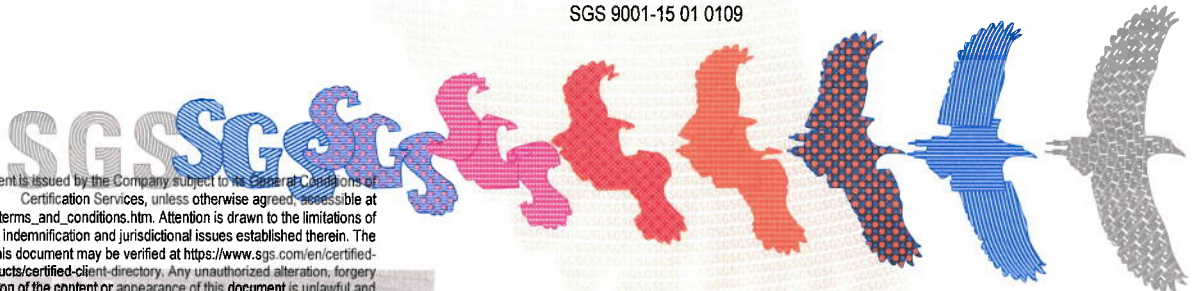 SGS 9001-15 01 0109
SGS SGS SGS
ent is issued by the Company subject to its General Conditions of
Certification Services, unless otherwise agreed, accessible at
terms_and_conditions.htm. Attention is drawn to the limitations of
indemnification and jurisdictional issues established therein. The
is document may be verified at https://www.sgs.com/en/certified-
ucts/certified-client-directory. Any unauthorized alteration, forgery
on of the content or appearance of this document is unlawful and